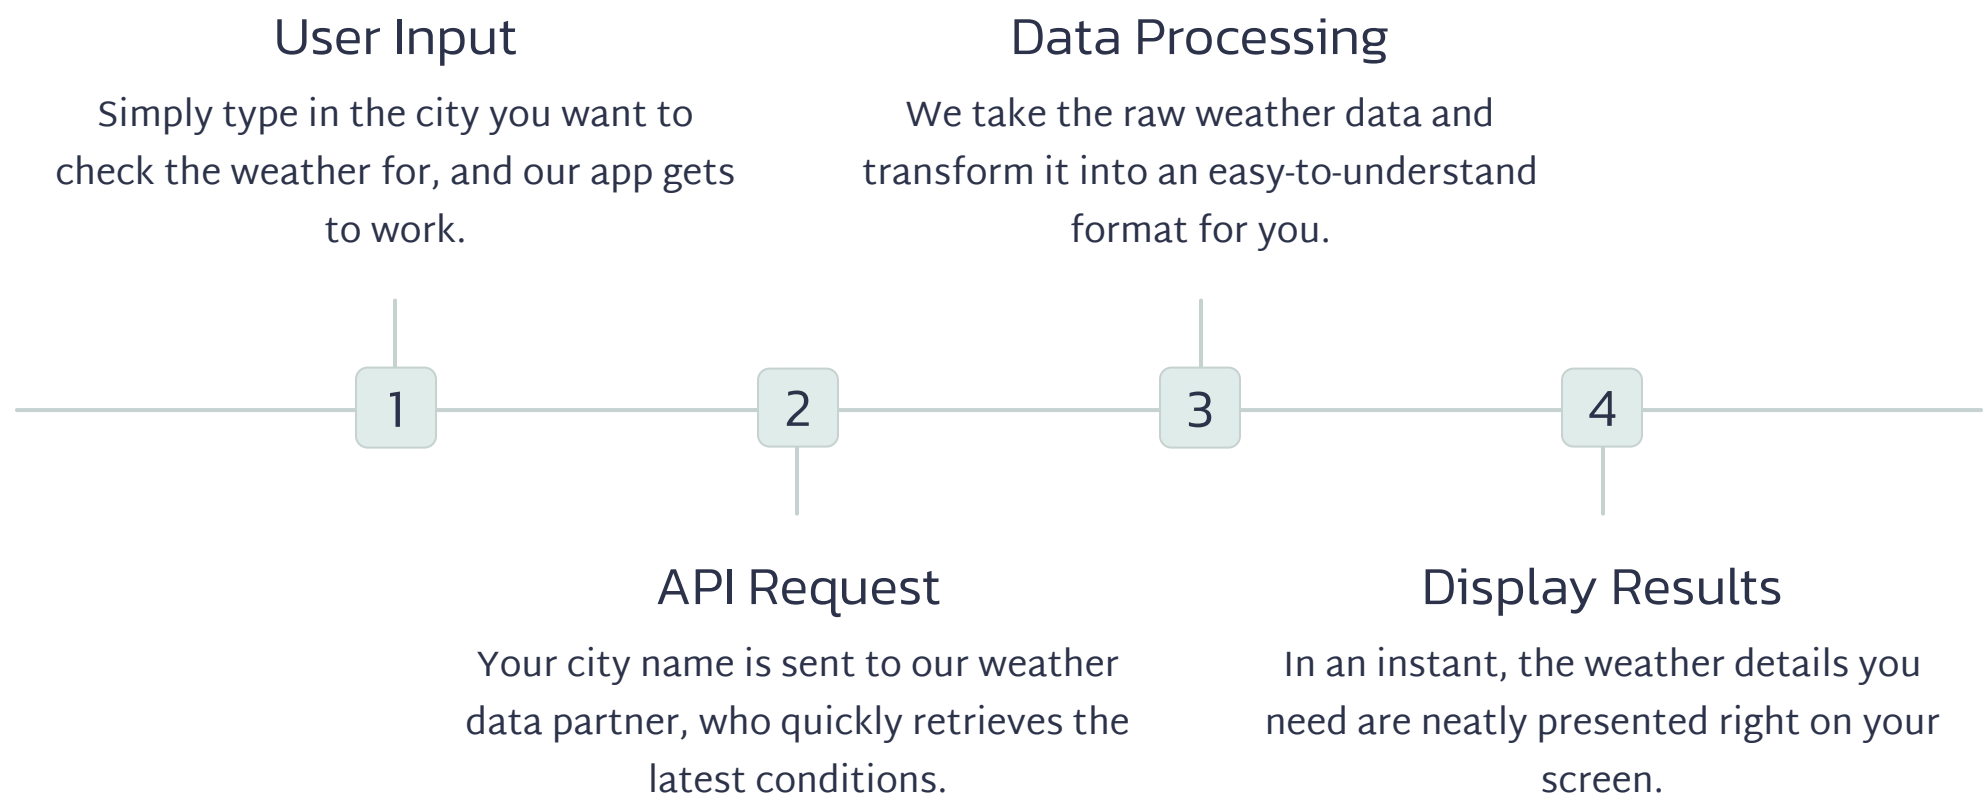 User Input
Simply type in the city you want to
check the weather for, and our app gets
to work.
Data Processing
We take the raw weather data and
transform it into an easy-to-understand
format for you.
1
2
3
4
API Request
Your city name is sent to our weather
data partner, who quickly retrieves the
latest conditions.
Display Results
In an instant, the weather details you
need are neatly presented right on your
screen.